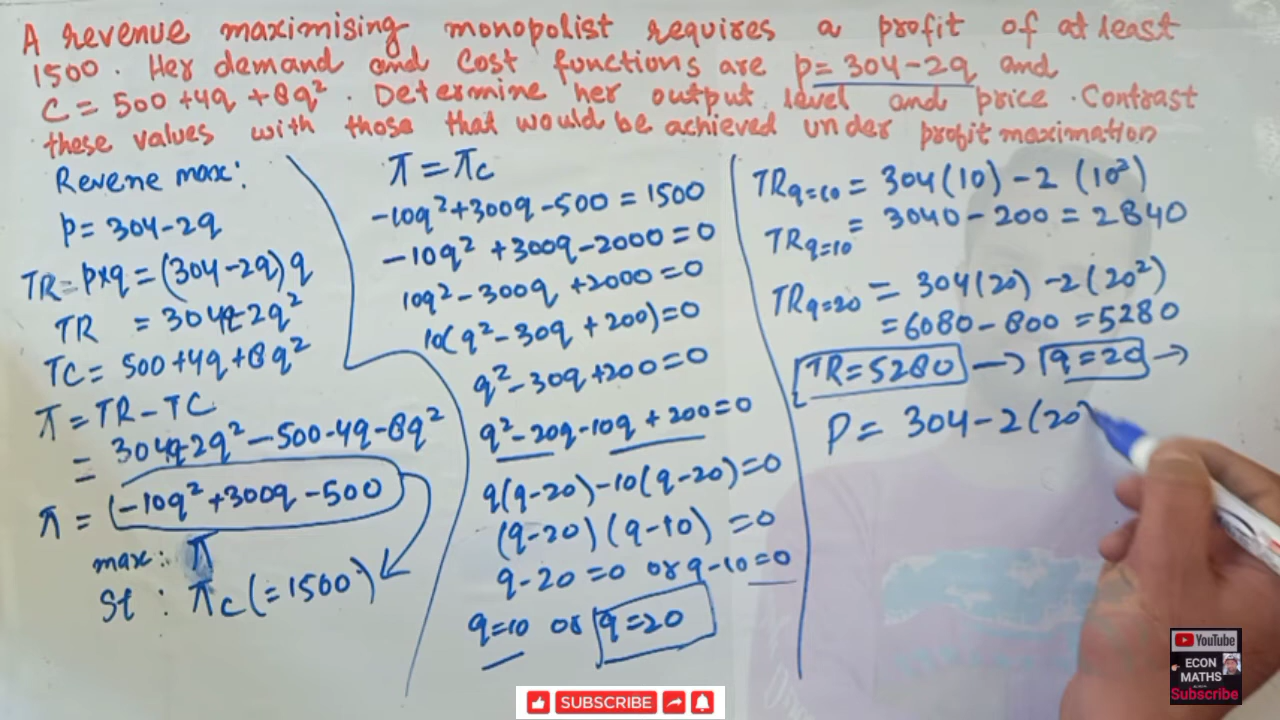 A revenue maximising monopolist requires a profit of at least
1500. Her demand and cost functions are p = 304-2q and
C = 500+4q+8q². Determine her output level and price. Contrast
these values with those that would be achieved under profit maximation
Revene max:
P = 304-2q
TR = P×q = (304-2q)q
TR = 304q-2q²
TC = 500+4q+8q²
π = TR-TC
= 304q-2q²-500-4q-8q²
π = (-10q²+300q-500
max: π
St : πc (=1500)
π = πc
-10q²+300q-500 = 1500
-10q²+300q-2000=0
10q²-300q+2000=0
10(q²-30q+200)=0
q²-30q+200=0
q²-20q-10q+200=0
q(q-20)-10(q-20)=0
(q-20)(q-10)=0
q-20=0 or q-10=0
q=10 or q=20
TRq=10 = 304(10)-2(10²)
TRq=10 = 3040-200=2840
TRq=20 = 304(20)-2(20²)
=6080-800=5280
TR=5280 → q=20 →
P = 304-2(20)
YouTube
ECON
MATHS
Subscribe
SUBSCRIBE